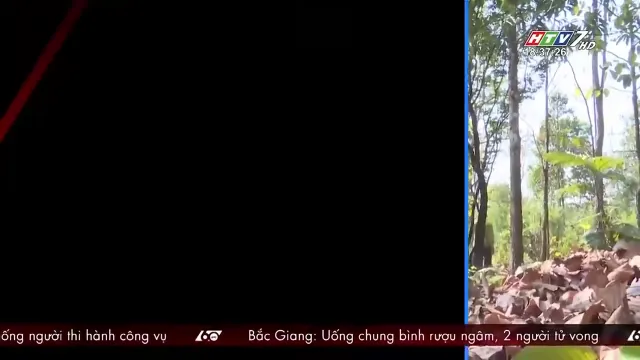 HTV7 HD
18:37:26
ống người thi hành công vụ 60 Bắc Giang: Uống chung bình rượu ngâm, 2 người tử vong